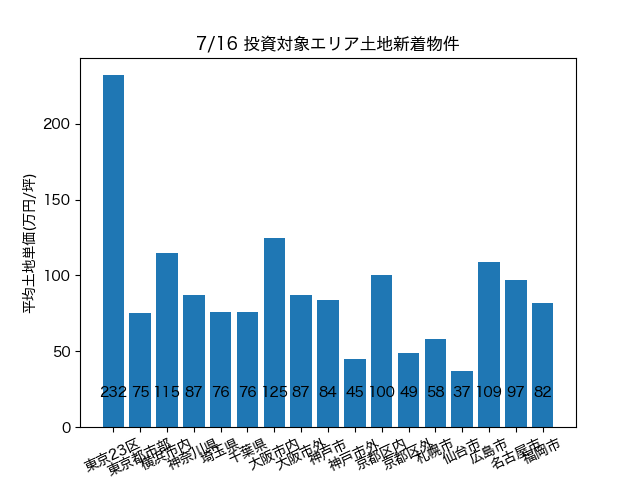 7/16 投資対象エリア土地新着物件
平均土地単価(万円/坪)
200
150
100
50
0
232 75 115 87 76 76 125 87 84 45 100 49 58 37 109 97 82
東京23区
東京都市部
横浜市内
神奈川県
埼玉県
千葉県
大阪市内
大阪市外
神戸市
神戸市外
京都区内
京都区外
札幌市
仙台市
広島市
名古屋市
福岡市